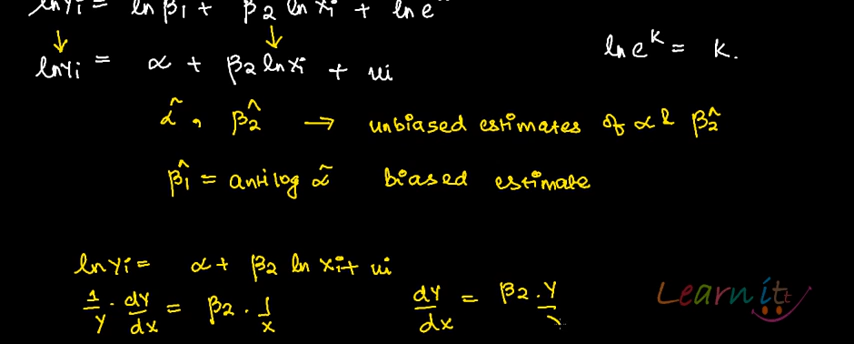 ln Yi = ln β1 + β2 ln Xi + ln e
ln Yi = α + β2 ln Xi + ui
ln e^k = k.
α̂, β̂2 → unbiased estimates of α & β̂2
β̂1 = antilog α̂ biased estimate
ln Yi = α + β2 ln Xi + ui
1/Y · dY/dX = β2 · 1/X
dY/dX = β2 · Y/
Learnitt